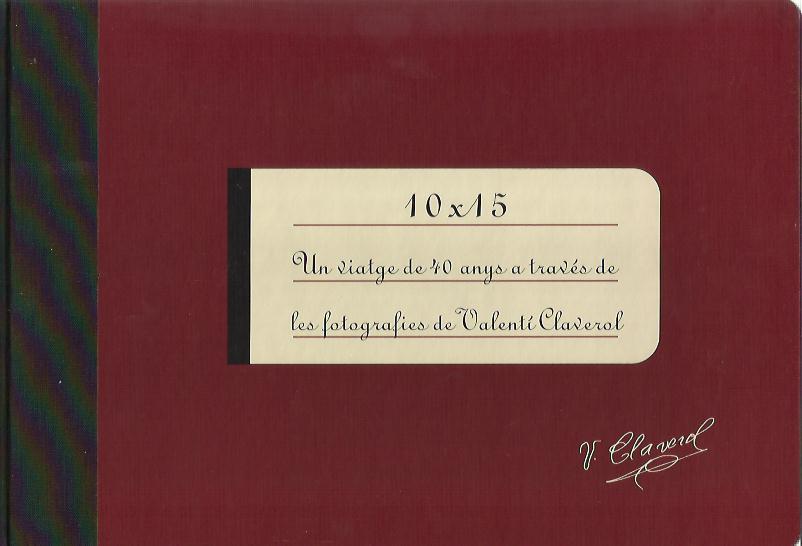 10x15
Un viatge de 40 anys a través de
les fotografies de Valentí Claverol
V. Claverol